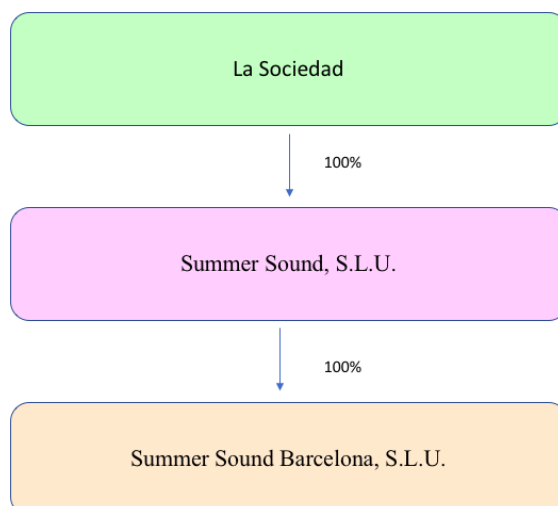 La Sociedad
100%
Summer Sound, S.L.U.
100%
Summer Sound Barcelona, S.L.U.